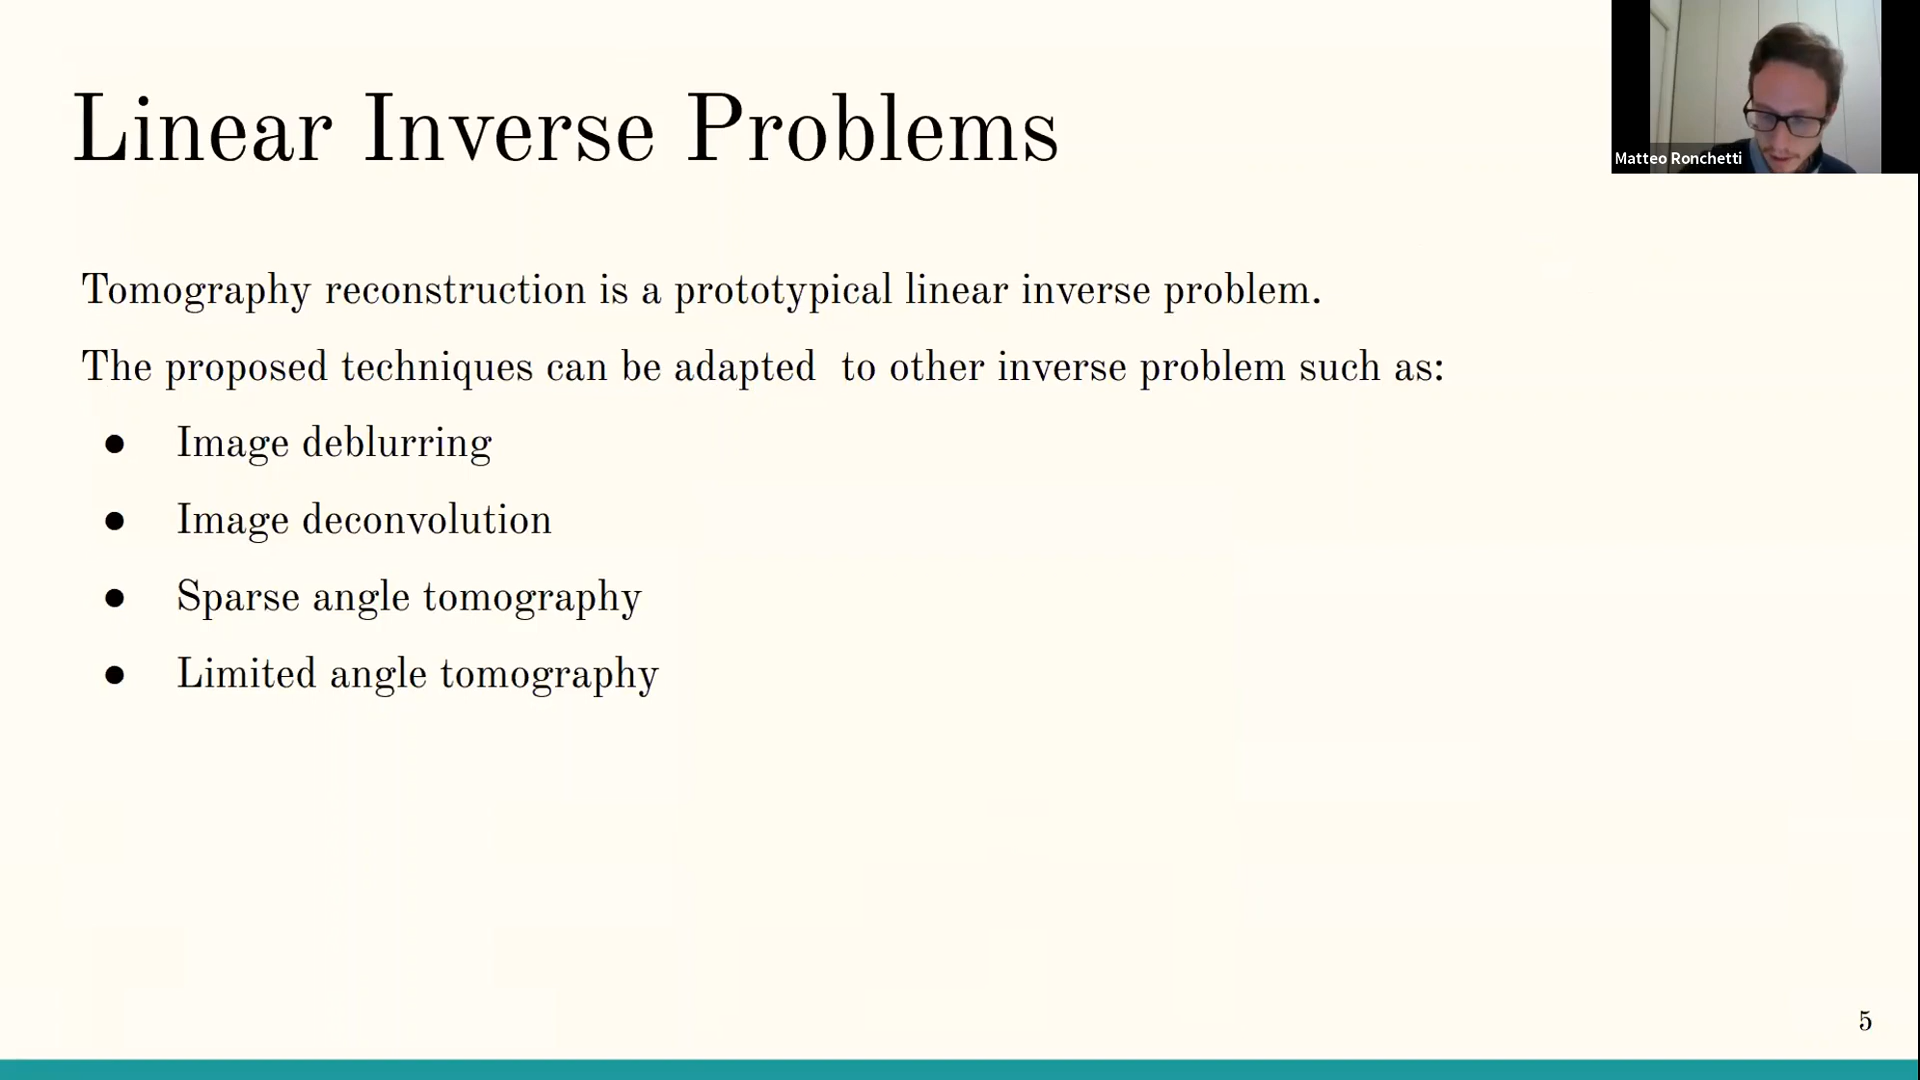 Linear Inverse Problems
Matteo Ronchetti
Tomography reconstruction is a prototypical linear inverse problem.
The proposed techniques can be adapted  to other inverse problem such as:
● Image deblurring
● Image deconvolution
● Sparse angle tomography
● Limited angle tomography
5